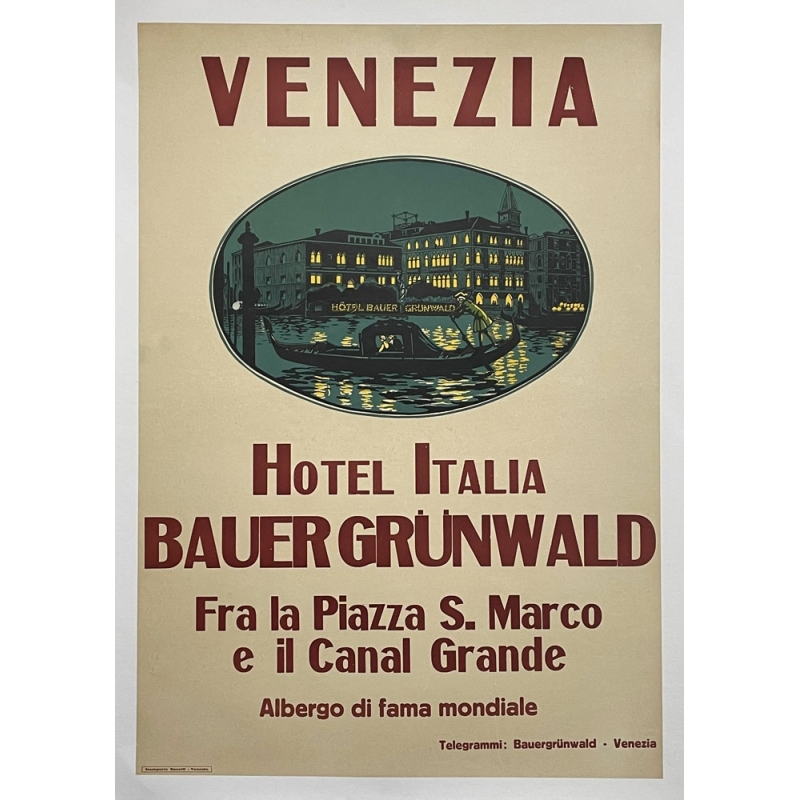 VENEZIA
HÔTEL BAUER GRÜNWALD
HOTEL ITALIA
BAUER GRÜNWALD
Fra la Piazza S. Marco
e il Canal Grande
Albergo di fama mondiale
Telegrammi: Bauergrünwald - Venezia